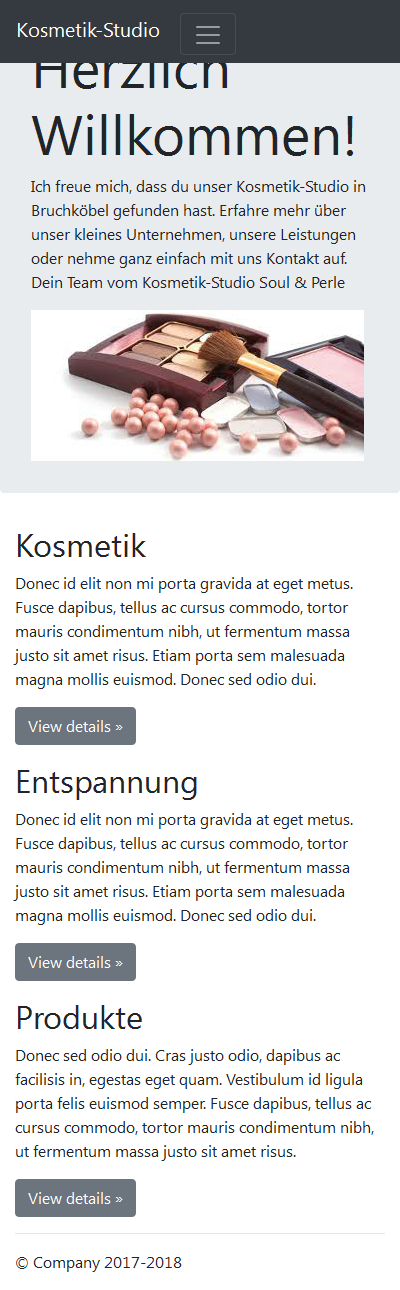 Kosmetik-Studio
Herzlich
Willkommen!
Ich freue mich, dass du unser Kosmetik-Studio in
Bruchköbel gefunden hast. Erfahre mehr über
unser kleines Unternehmen, unsere Leistungen
oder nehme ganz einfach mit uns Kontakt auf.
Dein Team vom Kosmetik-Studio Soul & Perle
Kosmetik
Donec id elit non mi porta gravida at eget metus.
Fusce dapibus, tellus ac cursus commodo, tortor
mauris condimentum nibh, ut fermentum massa
justo sit amet risus. Etiam porta sem malesuada
magna mollis euismod. Donec sed odio dui.
View details »
Entspannung
Donec id elit non mi porta gravida at eget metus.
Fusce dapibus, tellus ac cursus commodo, tortor
mauris condimentum nibh, ut fermentum massa
justo sit amet risus. Etiam porta sem malesuada
magna mollis euismod. Donec sed odio dui.
View details »
Produkte
Donec sed odio dui. Cras justo odio, dapibus ac
facilisis in, egestas eget quam. Vestibulum id ligula
porta felis euismod semper. Fusce dapibus, tellus ac
cursus commodo, tortor mauris condimentum nibh,
ut fermentum massa justo sit amet risus.
View details »
© Company 2017-2018